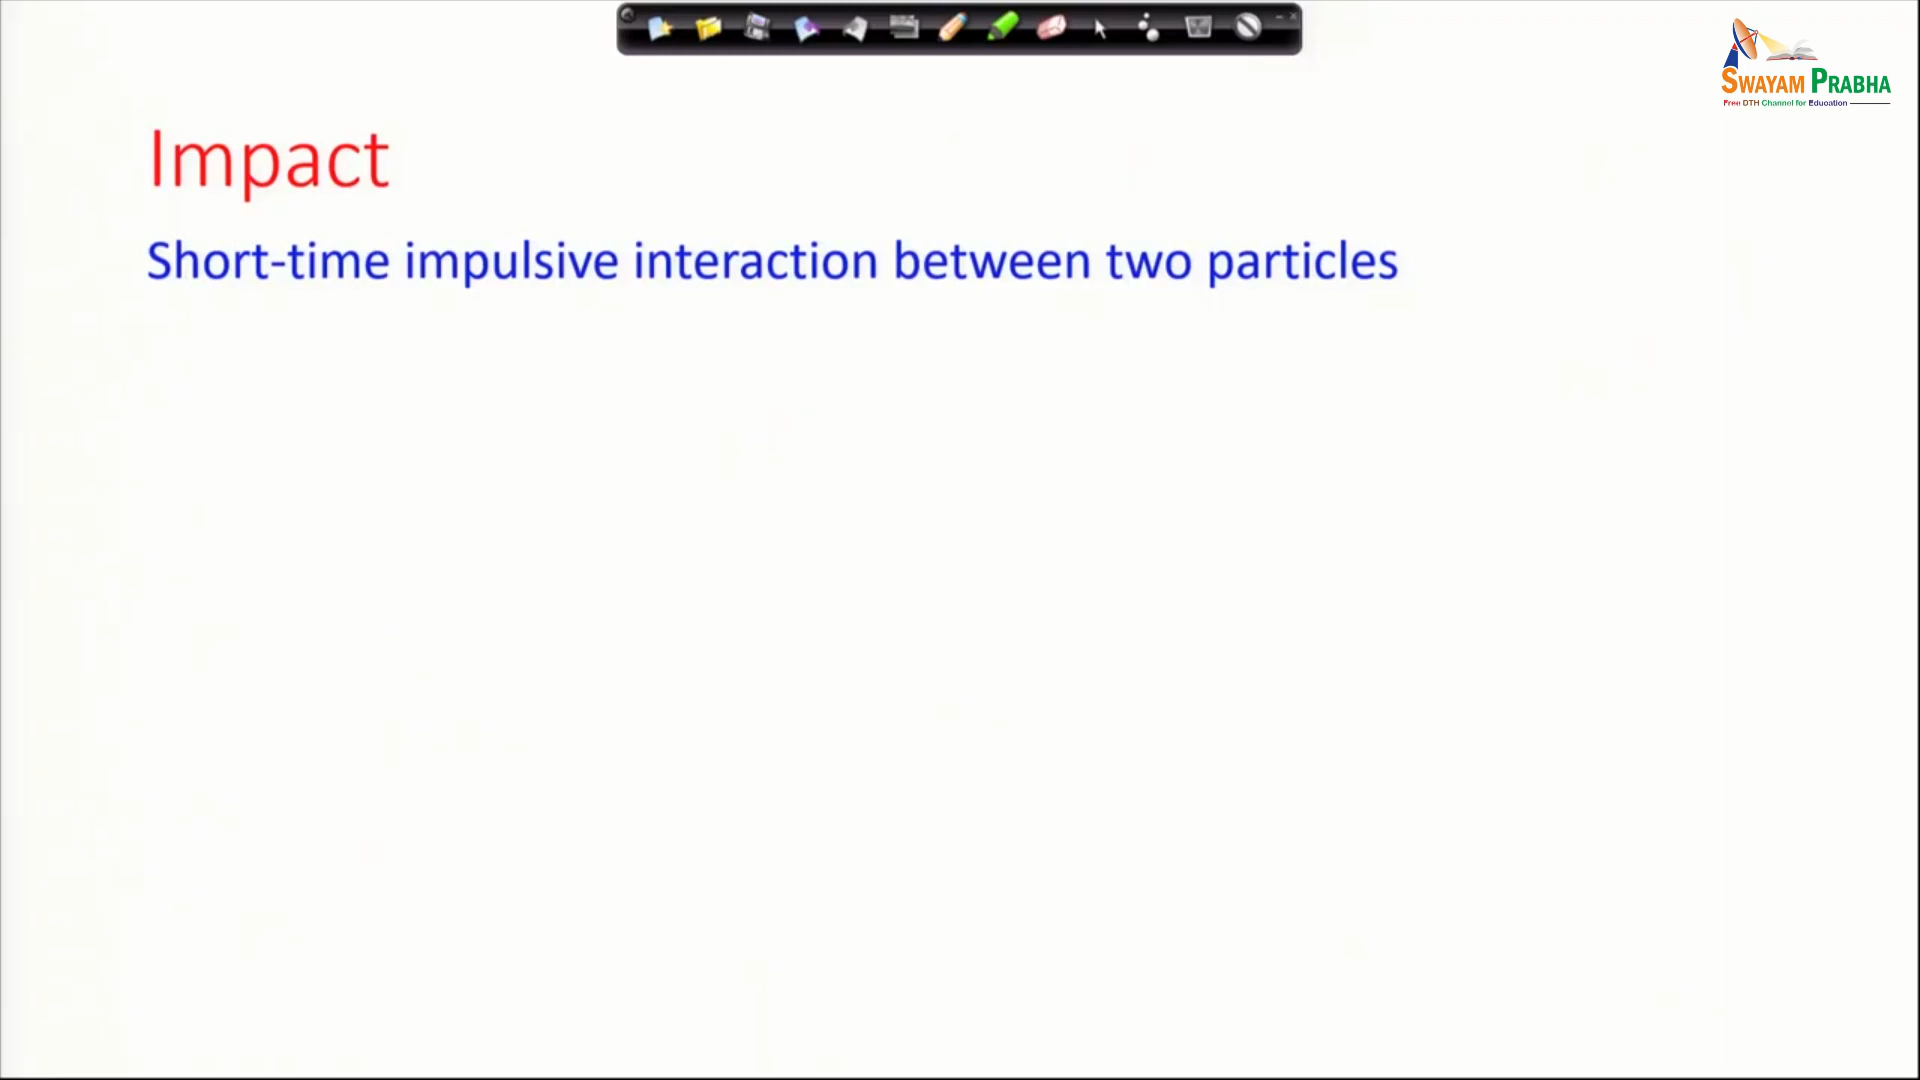 SWAYAM PRABHA
Free DTH Channel for Education
Impact
Short-time impulsive interaction between two particles